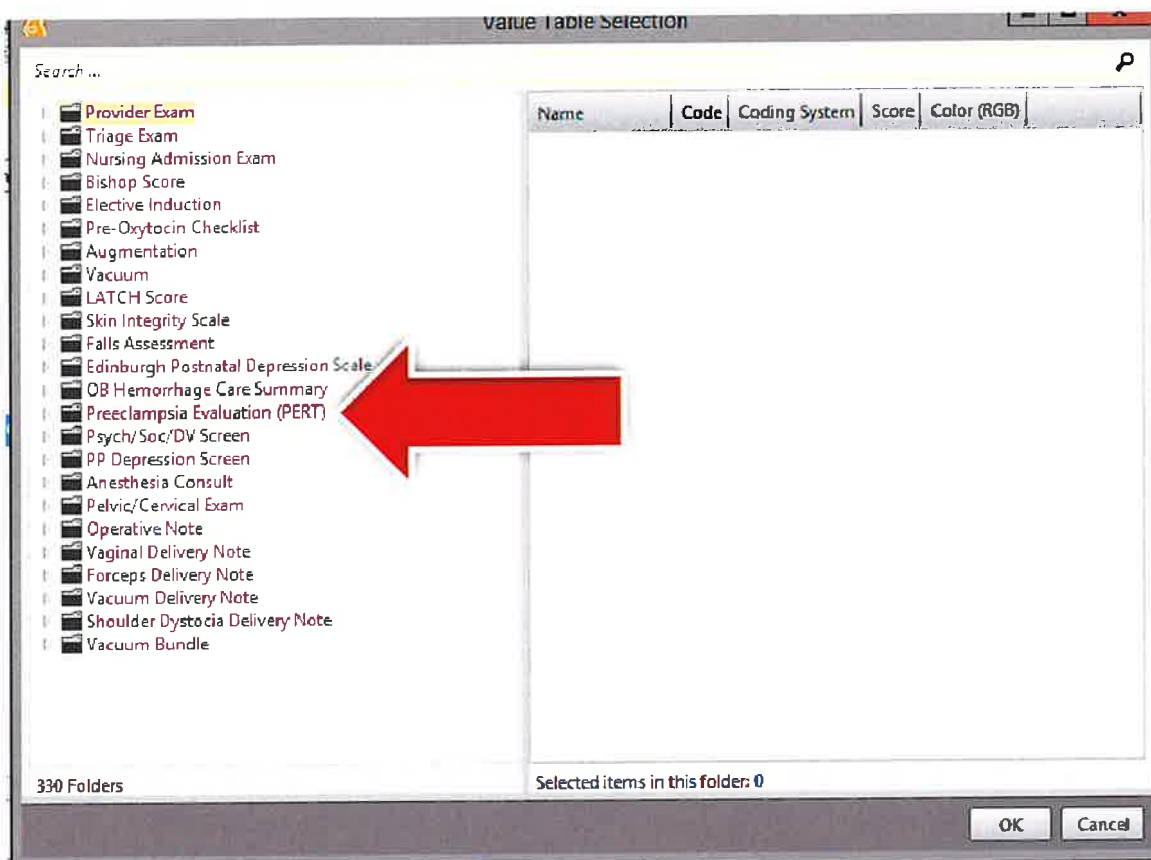 Value Table Selection
Search ...
Provider Exam
Triage Exam
Nursing Admission Exam
Bishop Score
Elective Induction
Pre-Oxytocin Checklist
Augmentation
Vacuum
LATCH Score
Skin Integrity Scale
Falls Assessment
Edinburgh Postnatal Depression Scale
OB Hemorrhage Care Summary
Preeclampsia Evaluation (PERT)
Psych/Soc/DV Screen
PP Depression Screen
Anesthesia Consult
Pelvic/Cervical Exam
Operative Note
Vaginal Delivery Note
Forceps Delivery Note
Vacuum Delivery Note
Shoulder Dystocia Delivery Note
Vacuum Bundle
330 Folders
Name Code Coding System Score Color (RGB)
Selected items in this folder: 0
OK Cancel